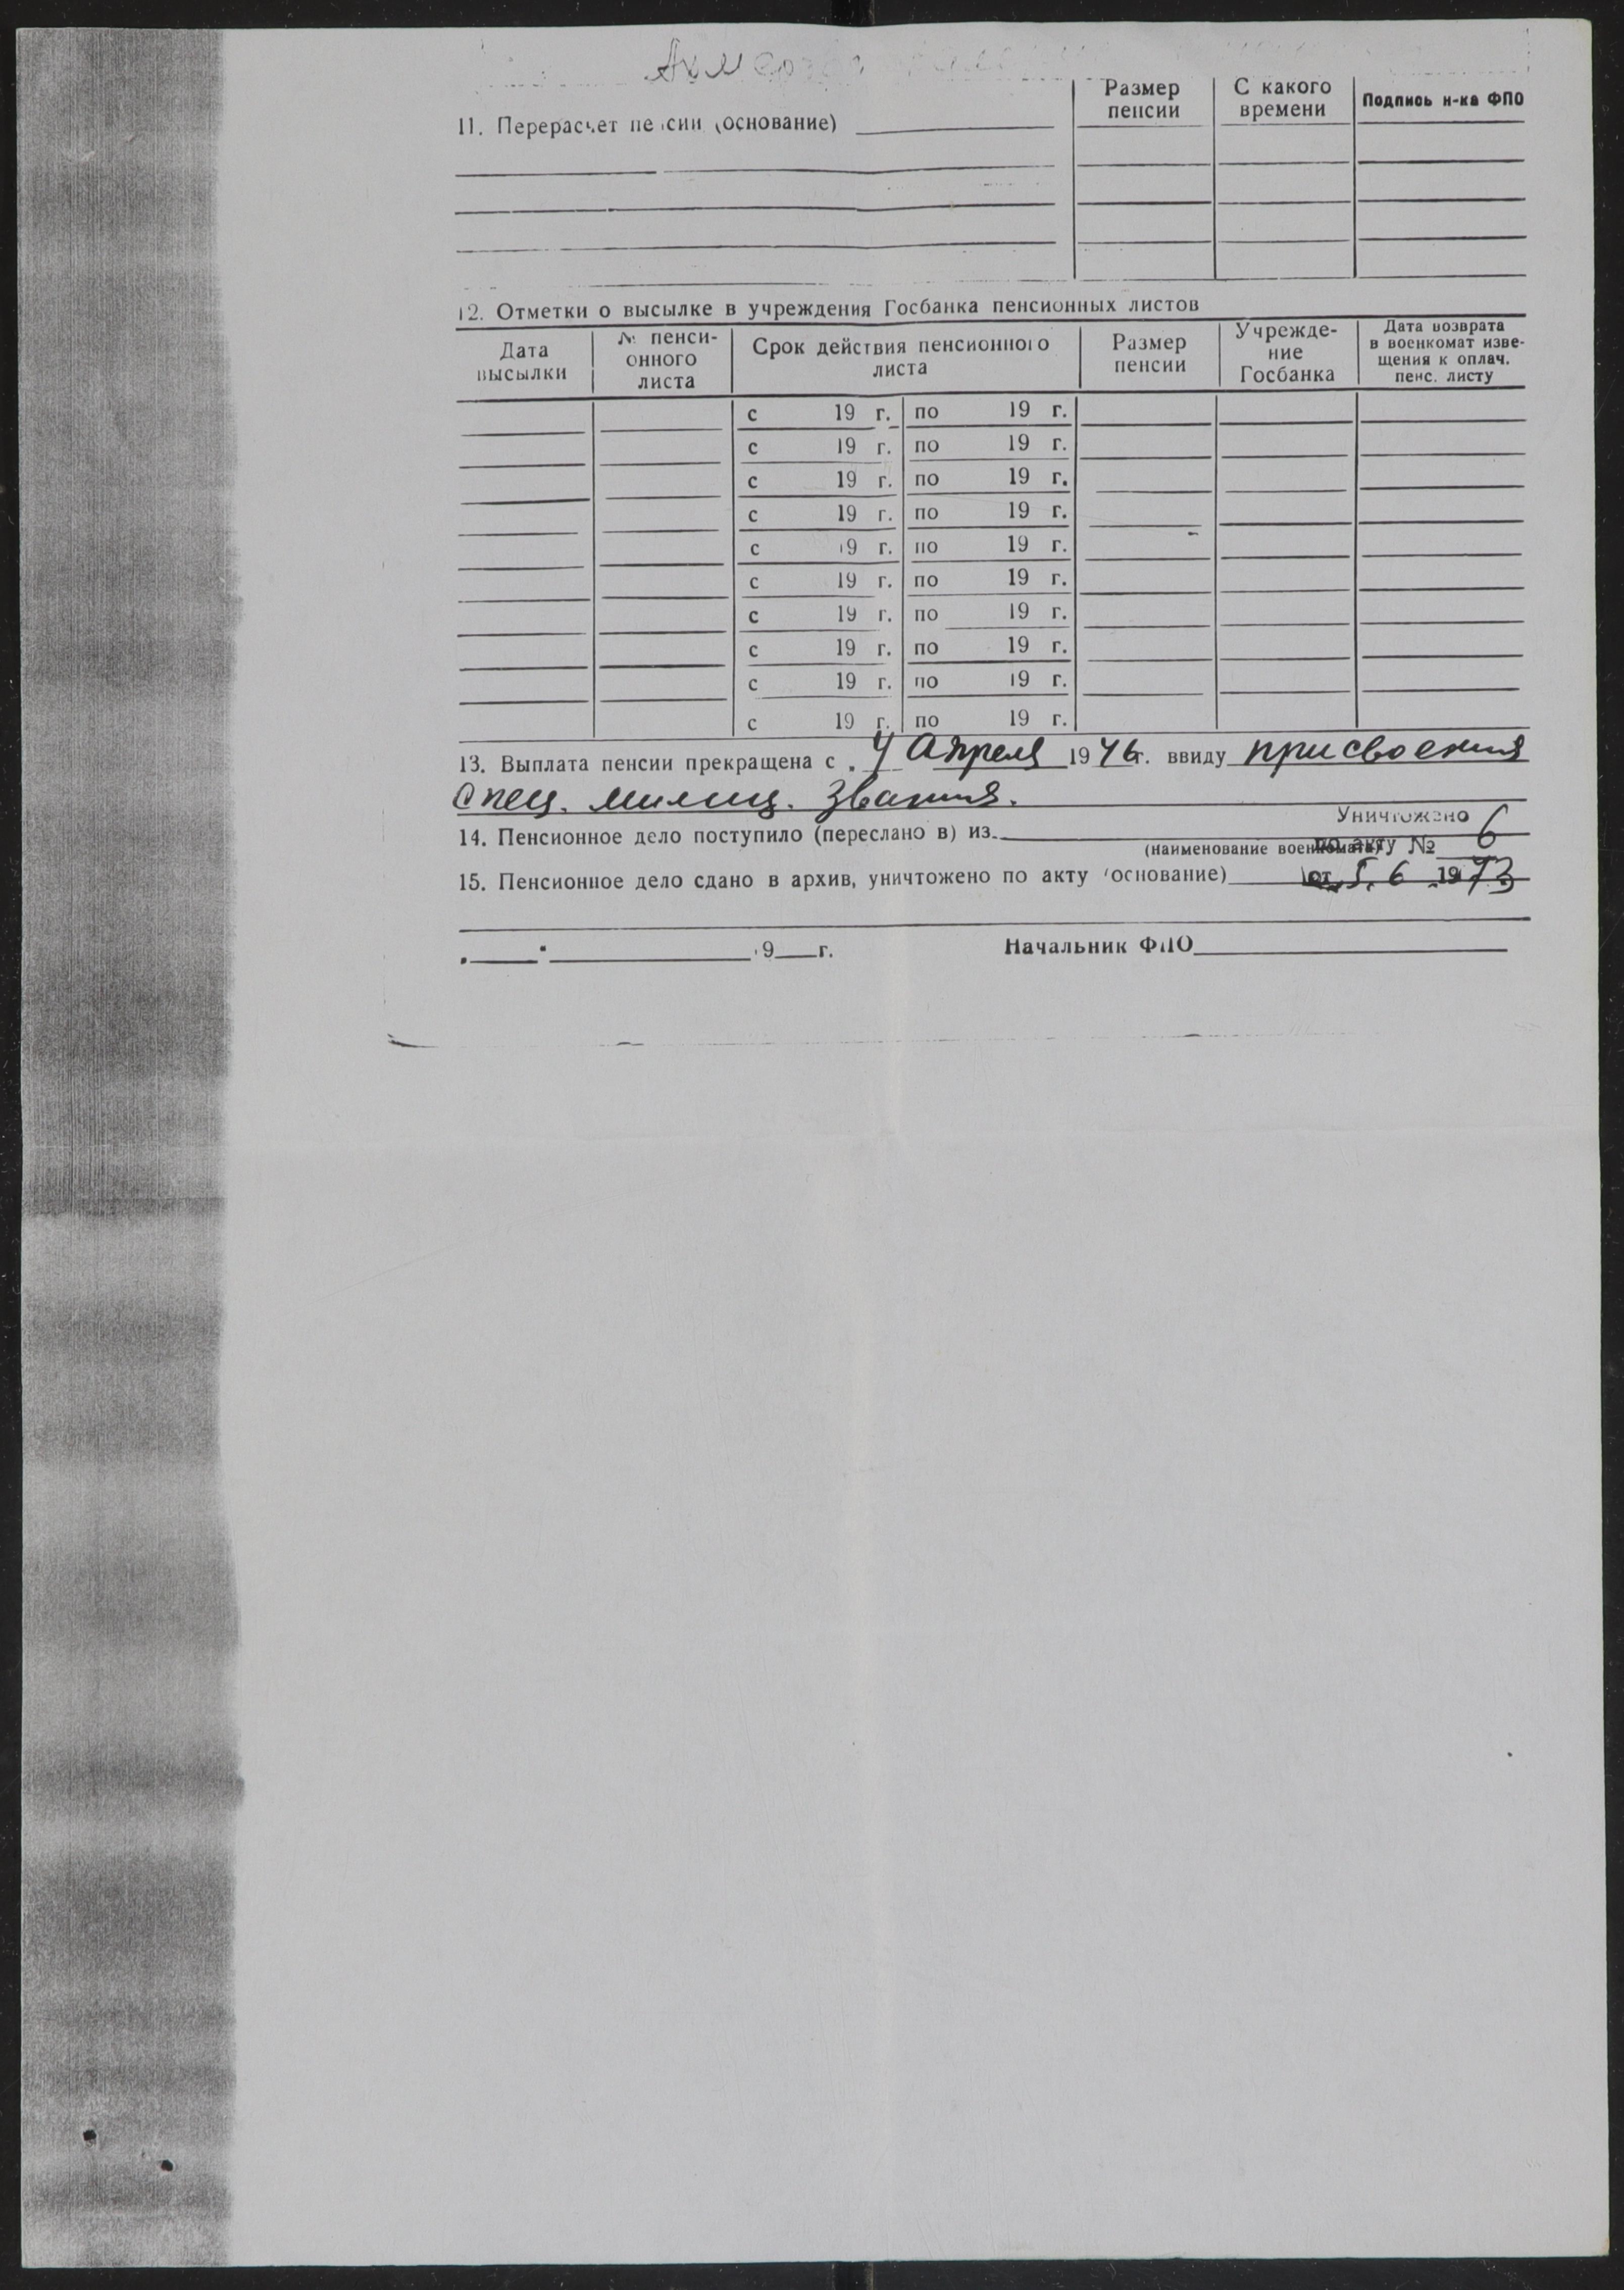 11. Перерасчет пенсии (основание)
Размер пенсии
С какого времени
Подпись н-ка ФПО
12. Отметки о высылке в учреждения Госбанка пенсионных листов
Дата высылки
№ пенсионного листа
Срок действия пенсионного листа
Размер пенсии
Учреждение Госбанка
Дата возврата в военкомат извещения к оплач. пенс. листу
с 19 г. по 19 г.
с 19 г. по 19 г.
с 19 г. по 19 г.
с 19 г. по 19 г.
с 19 г. по 19 г.
с 19 г. по 19 г.
с 19 г. по 19 г.
с 19 г. по 19 г.
с 19 г. по 19 г.
с 19 г. по 19 г.
13. Выплата пенсии прекращена с „4 апреля 1946г. ввиду присвоения
спец. милиц. звания.
Уничтожено
14. Пенсионное дело поступило (переслано в) из
(наименование военкомата)
по акту № 6
15. Пенсионное дело сдано в архив, уничтожено по акту (основание)
от 5. 6 1973
„ “ 19 г. Начальник ФПО